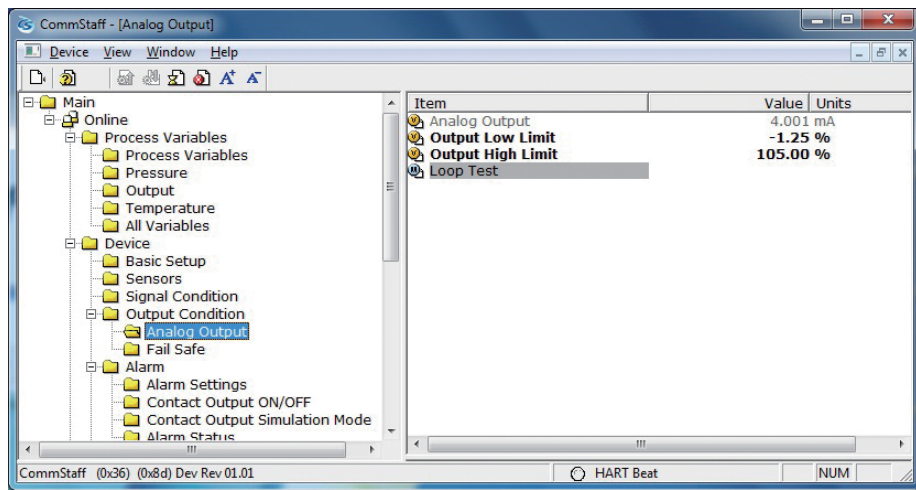 CommStaff - [Analog Output]
Device View Window Help
Main
Online
Process Variables
Process Variables
Pressure
Output
Temperature
All Variables
Device
Basic Setup
Sensors
Signal Condition
Output Condition
Analog Output
Fail Safe
Alarm
Alarm Settings
Contact Output ON/OFF
Contact Output Simulation Mode
Alarm Status
Item Value Units
Analog Output 4.001 mA
Output Low Limit -1.25 %
Output High Limit 105.00 %
Loop Test
CommStaff (0x36) (0x8d) Dev Rev 01.01 HART Beat NUM